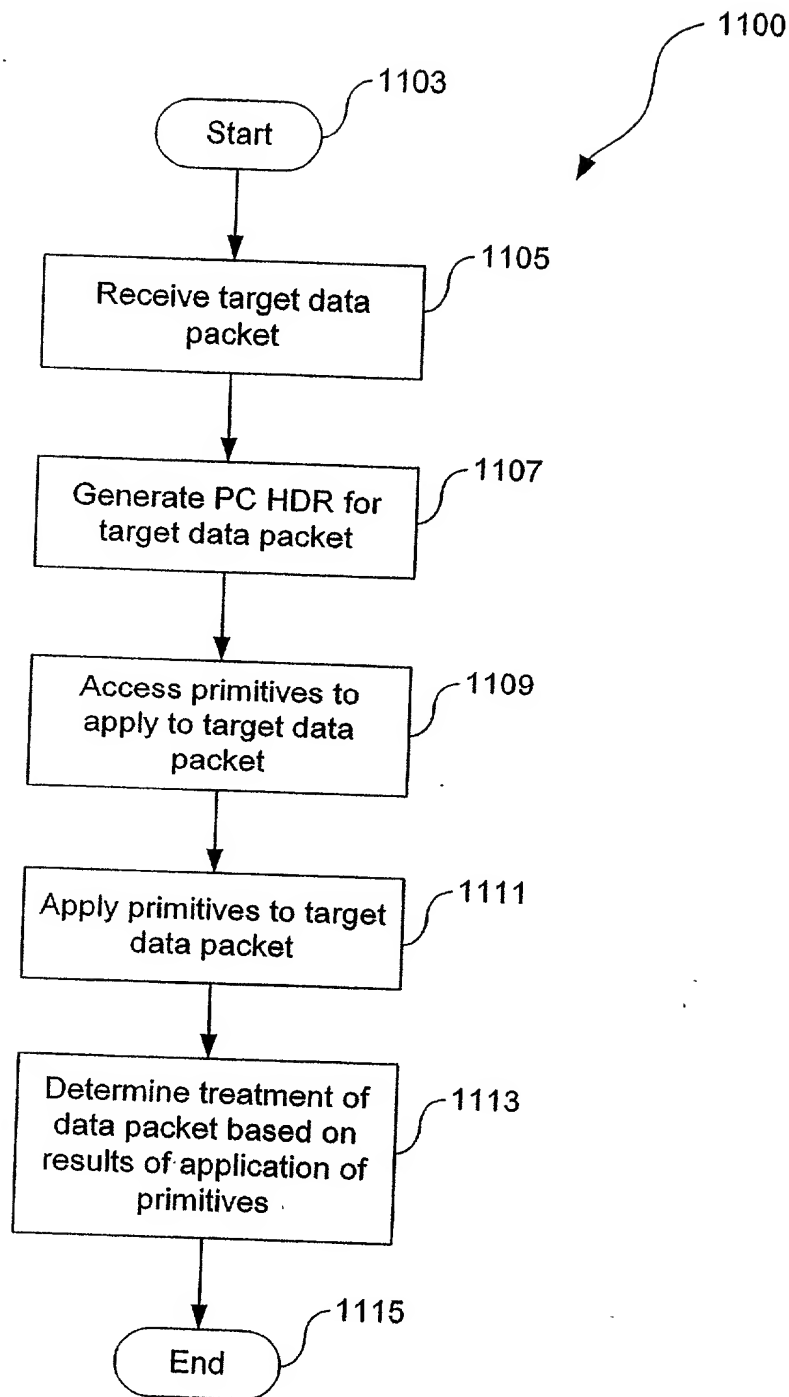 1100
1103
Start
1105
Receive target data
packet
1107
Generate PC HDR for
target data packet
1109
Access primitives to
apply to target data
packet
1111
Apply primitives to target
data packet
1113
Determine treatment of
data packet based on
results of application of
primitives
1115
End